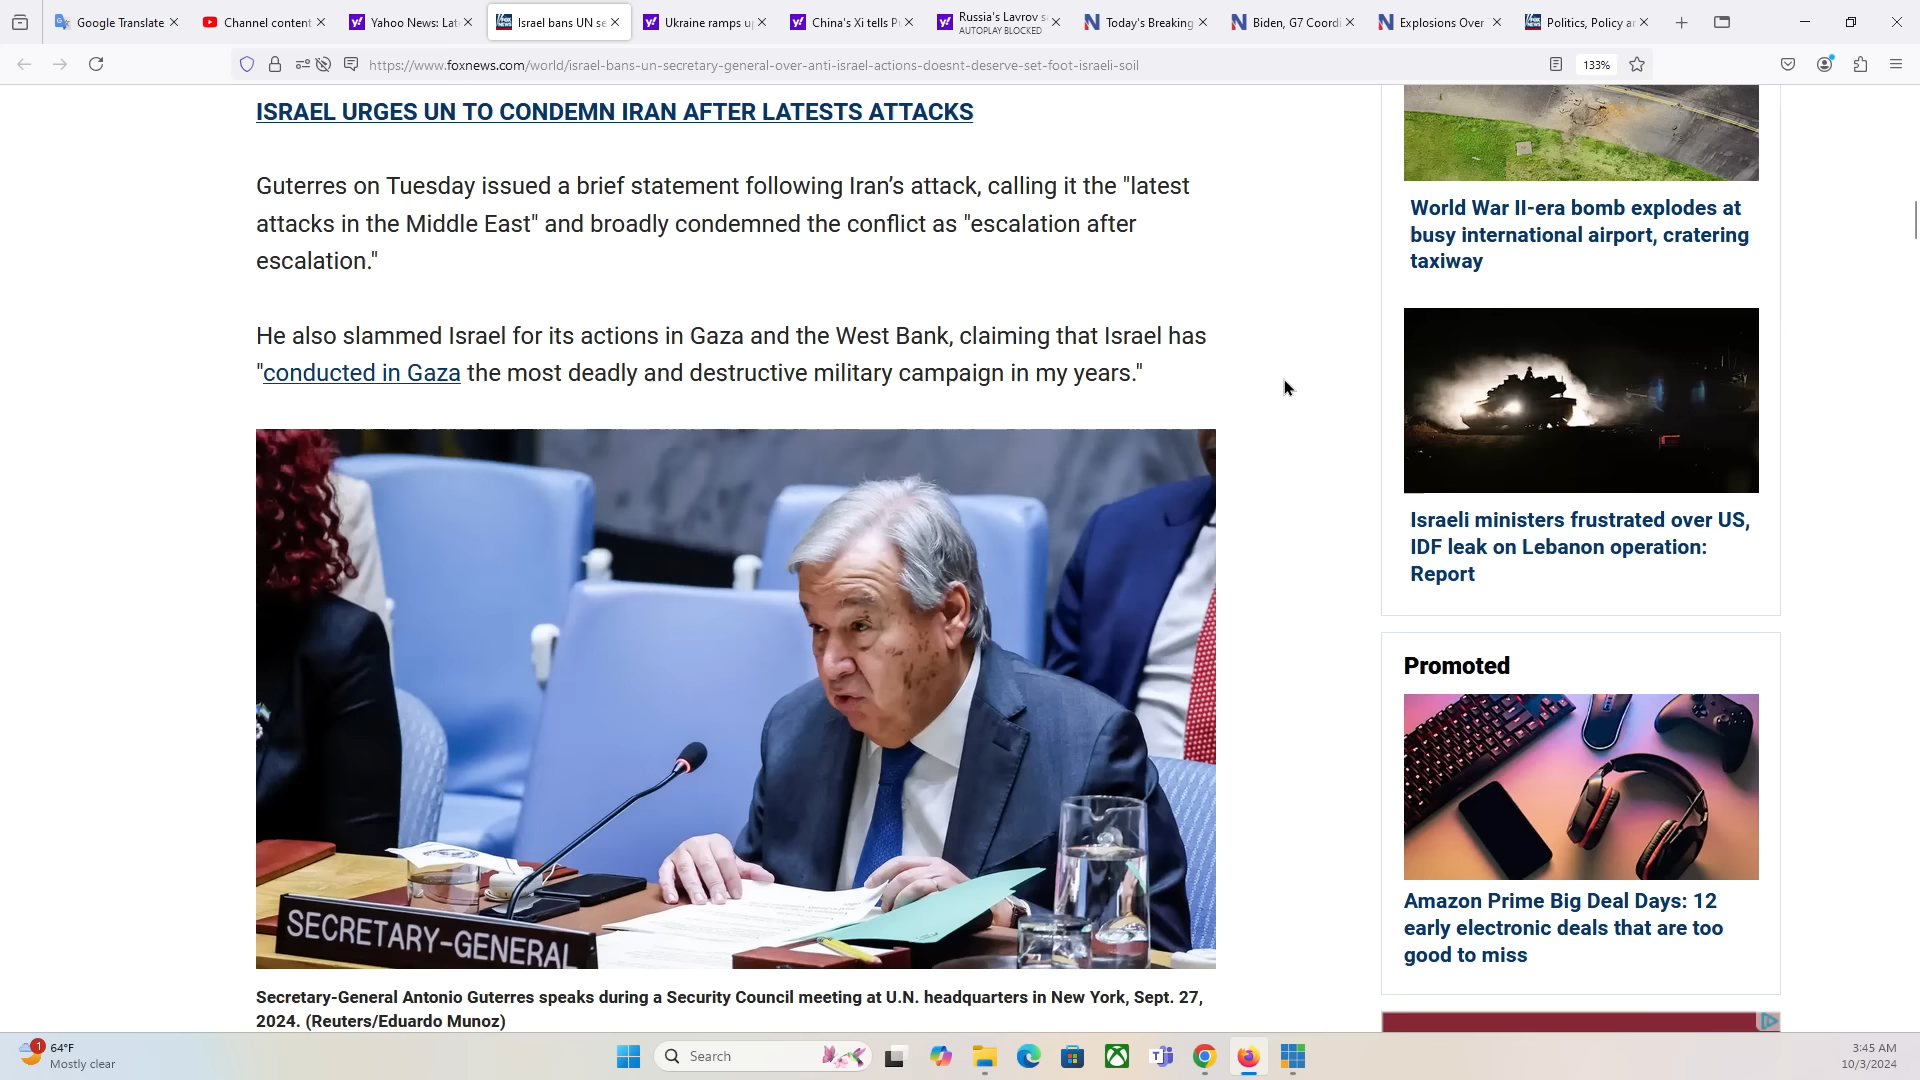 Google Translate
Channel content
Yahoo News: Lat
Israel bans UN se
Ukraine ramps u
China's Xi tells P
Russia's Lavrov s
AUTOPLAY BLOCKED
Today's Breaking
Biden, G7 Coordi
Explosions Over
Politics, Policy ar
https://www.foxnews.com/world/israel-bans-un-secretary-general-over-anti-israel-actions-doesnt-deserve-set-foot-israeli-soil
133%
ISRAEL URGES UN TO CONDEMN IRAN AFTER LATESTS ATTACKS
Guterres on Tuesday issued a brief statement following Iran’s attack, calling it the "latest
attacks in the Middle East" and broadly condemned the conflict as "escalation after
escalation."
He also slammed Israel for its actions in Gaza and the West Bank, claiming that Israel has
"conducted in Gaza the most deadly and destructive military campaign in my years."
SECRETARY-GENERAL
Secretary-General Antonio Guterres speaks during a Security Council meeting at U.N. headquarters in New York, Sept. 27,
2024. (Reuters/Eduardo Munoz)
World War II-era bomb explodes at
busy international airport, cratering
taxiway
Israeli ministers frustrated over US,
IDF leak on Lebanon operation:
Report
Promoted
Amazon Prime Big Deal Days: 12
early electronic deals that are too
good to miss
1
64°F
Mostly clear
Search
3:45 AM
10/3/2024